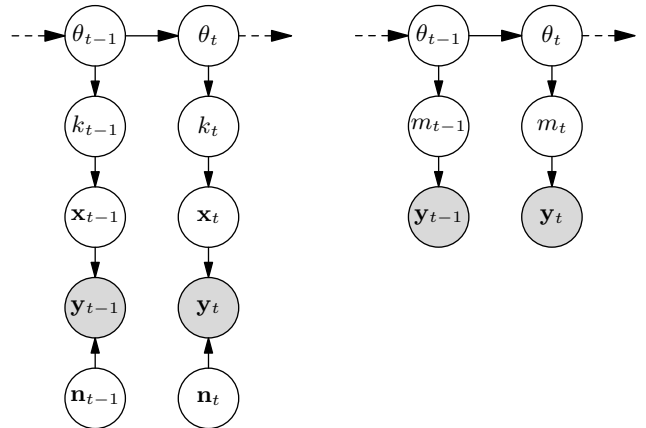 θ_{t−1} θ_t θ_{t−1} θ_t
k_{t−1} k_t m_{t−1} m_t
𝐱_{t−1} 𝐱_t 𝐲_{t−1} 𝐲_t
𝐲_{t−1} 𝐲_t
𝐧_{t−1} 𝐧_t